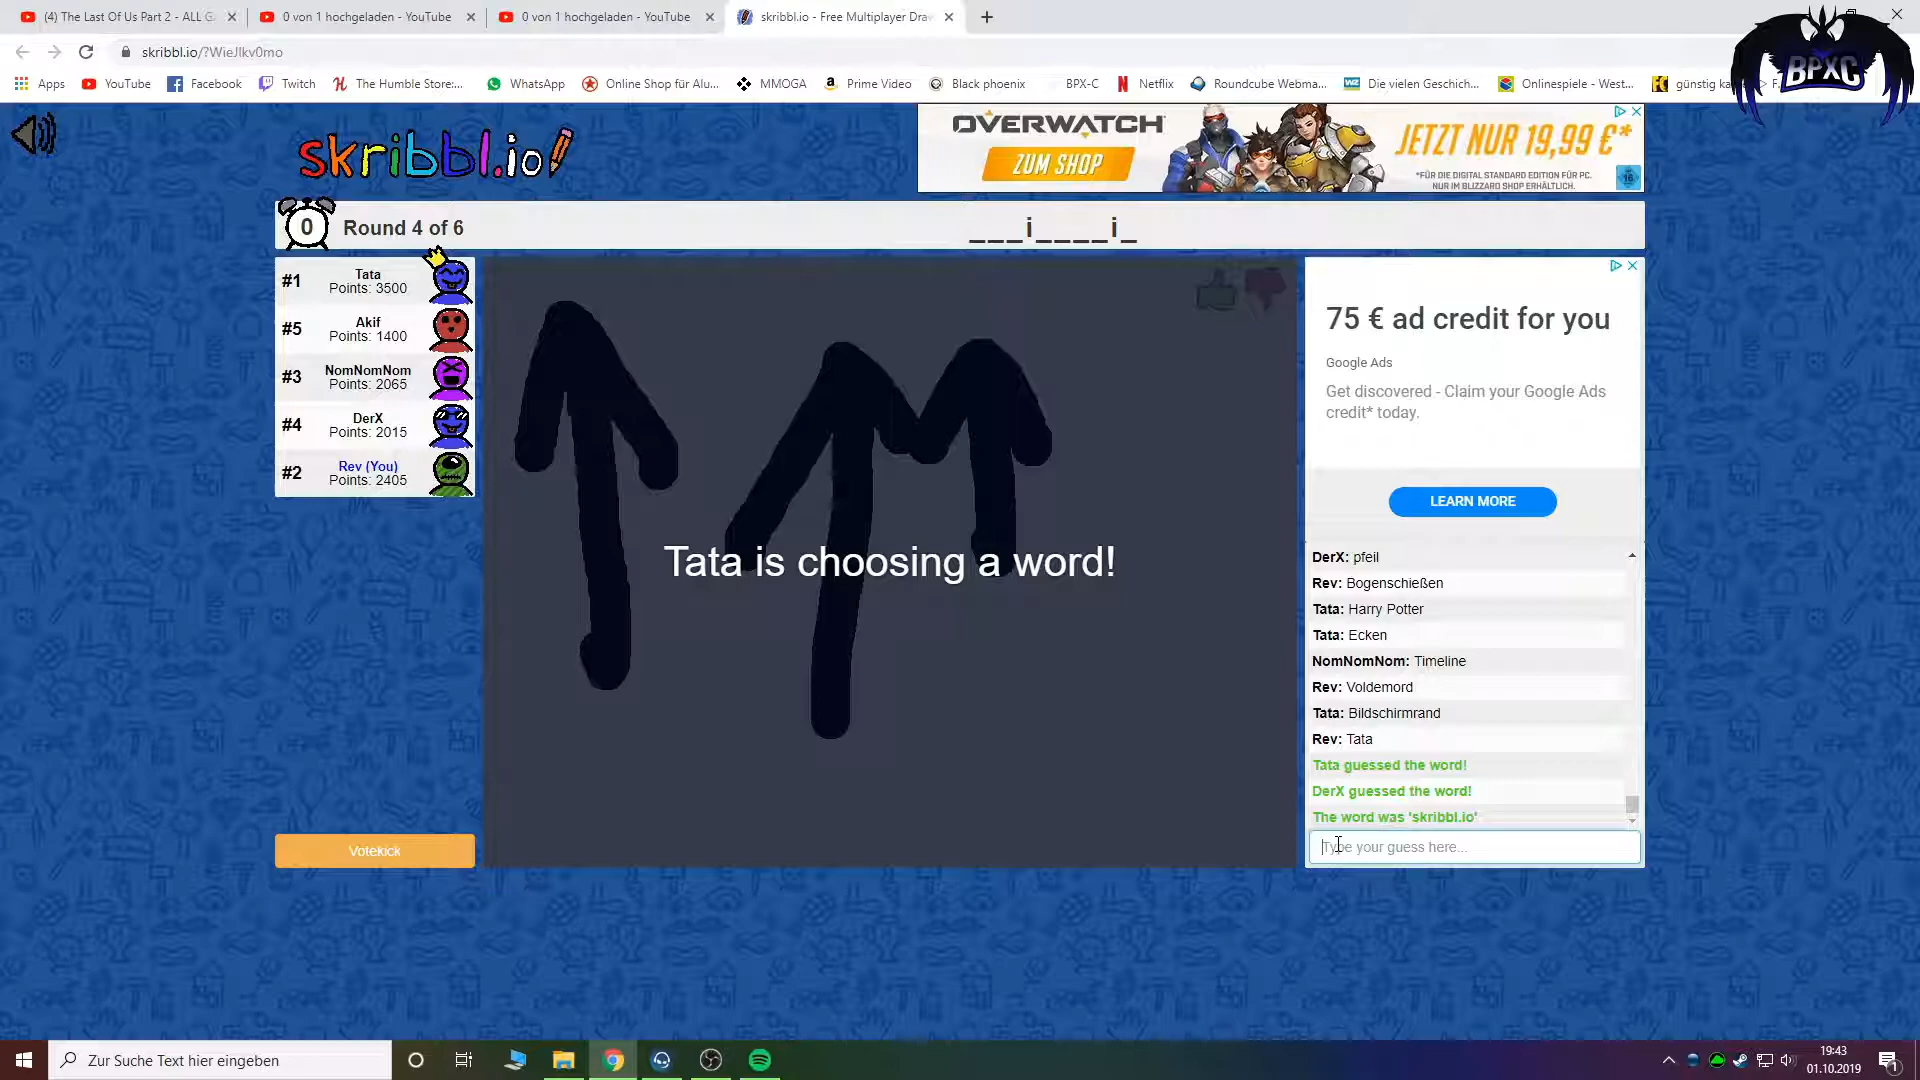 (4) The Last Of Us Part 2 - ALL G
0 von 1 hochgeladen - YouTube
0 von 1 hochgeladen - YouTube
skribbl.io - Free Multiplayer Dra
skribbl.io/?WieJlkv0mo
Apps
YouTube
Facebook
Twitch
The Humble Store:...
WhatsApp
Online Shop für Alu...
MMOGA
Prime Video
Black phoenix
BPX-C
Netflix
Roundcube Webma...
Die vielen Geschich...
Onlinespiele - West...
günstig ka
BPXC
skribbl.io
OVERWATCH
ZUM SHOP
JETZT NUR 19,99 €*
*FÜR DIE DIGITAL STANDARD EDITION FÜR PC.
NUR IM BLIZZARD SHOP ERHÄLTLICH.
16
0
Round 4 of 6
___i____i_
#1
Tata
Points: 3500
#5
Akif
Points: 1400
#3
NomNomNom
Points: 2065
#4
DerX
Points: 2015
#2
Rev (You)
Points: 2405
Tata is choosing a word!
Votekick
75 € ad credit for you
Google Ads
Get discovered - Claim your Google Ads
credit* today.
LEARN MORE
DerX: pfeil
Rev: Bogenschießen
Tata: Harry Potter
Tata: Ecken
NomNomNom: Timeline
Rev: Voldemord
Tata: Bildschirmrand
Rev: Tata
Tata guessed the word!
DerX guessed the word!
The word was 'skribbl.io'
Type your guess here...
Zur Suche Text hier eingeben
19:43
01.10.2019
1